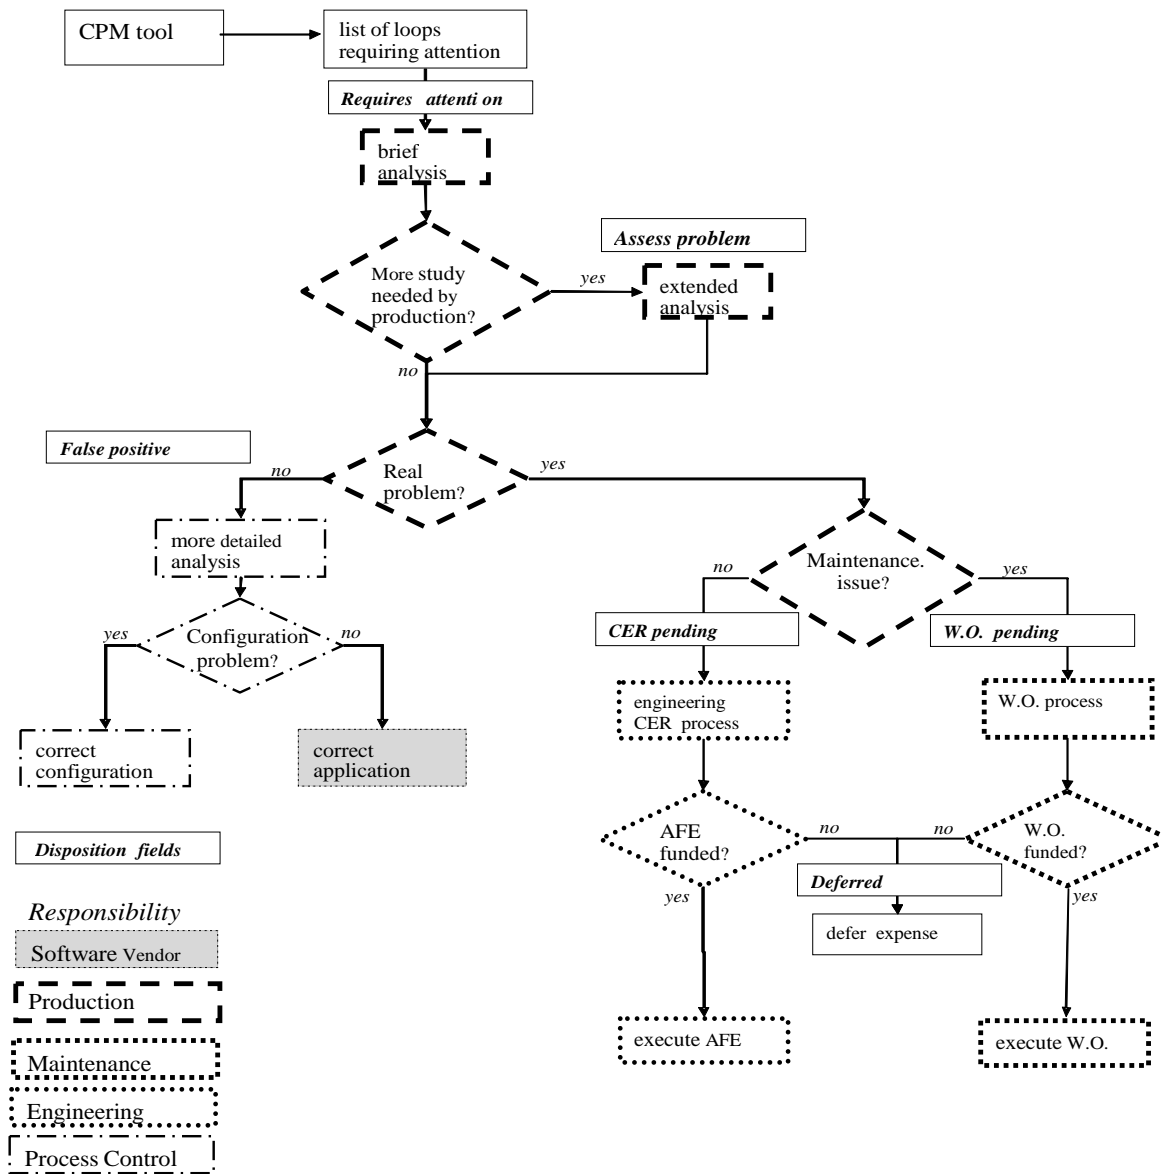 CPM tool
list of loops
requiring attention
Requires attenti on
brief
analysis
Assess problem
More study
needed by
production?
yes
extended
analysis
no
False positive
no
Real
problem?
yes
more detailed
analysis
Maintenance.
issue?
no
yes
yes
Configuration
problem?
no
CER pending
W.O. pending
engineering
CER process
W.O. process
correct
configuration
correct
application
AFE
funded?
no
no
W.O.
funded?
Disposition fields
Deferred
yes
yes
defer expense
Responsibility
Software Vendor
Production
execute AFE
execute W.O.
Maintenance
Engineering
Process Control